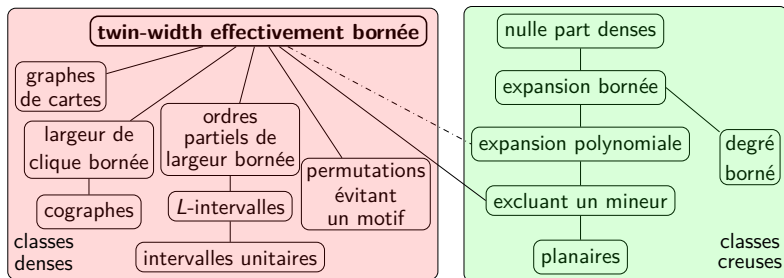 twin-width effectivement bornée
graphes
de cartes
largeur de
clique bornée
cographes
ordres
partiels de
largeur bornée
L-intervalles
intervalles unitaires
permutations
évitant
un motif
classes
denses
nulle part denses
expansion bornée
expansion polynomiale
degré
borné
excluant un mineur
planaires
classes
creuses